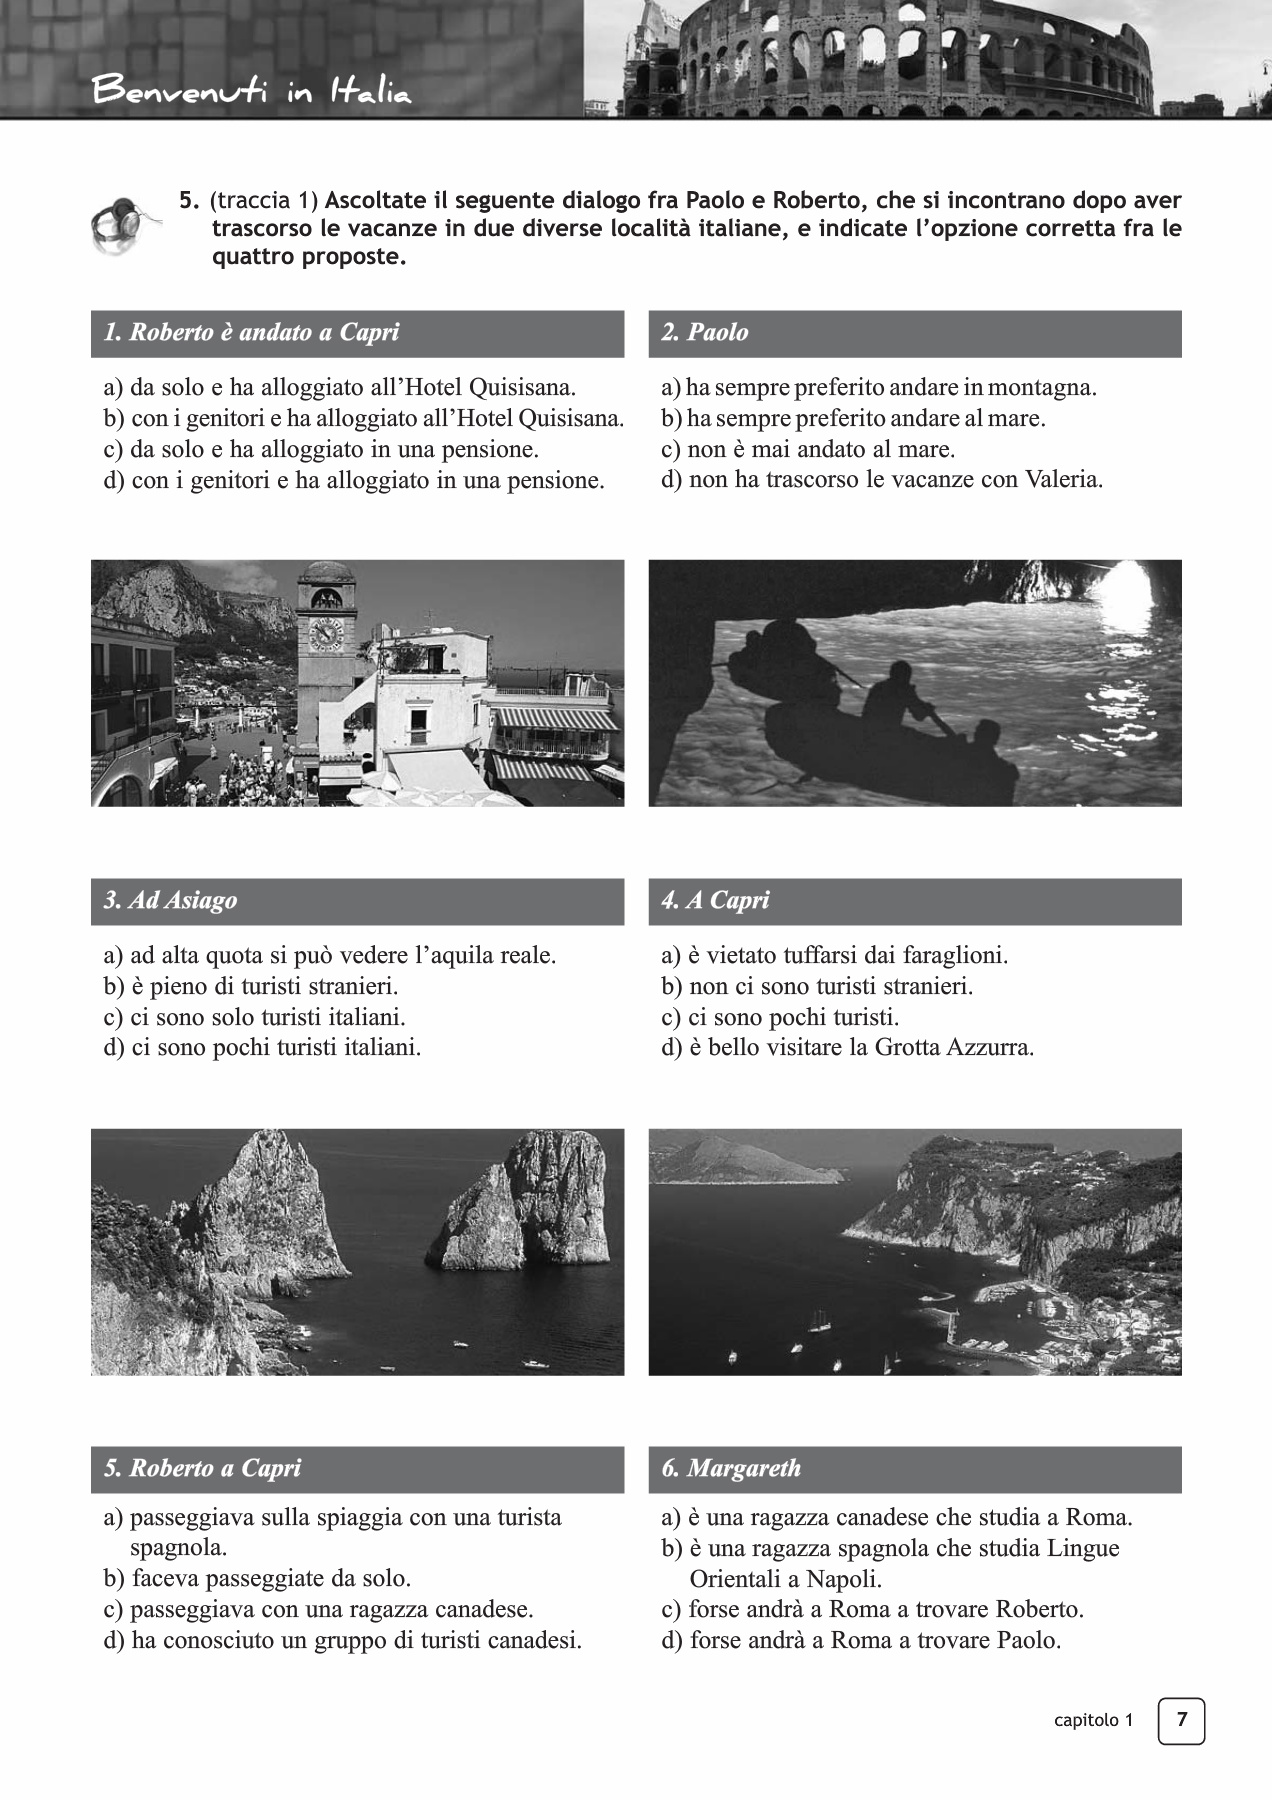 Benvenuti in Italia
5. (traccia 1) Ascoltate il seguente dialogo fra Paolo e Roberto, che si incontrano dopo aver
trascorso le vacanze in due diverse località italiane, e indicate l’opzione corretta fra le
quattro proposte.
1. Roberto è andato a Capri
a) da solo e ha alloggiato all’Hotel Quisisana.
b) con i genitori e ha alloggiato all’Hotel Quisisana.
c) da solo e ha alloggiato in una pensione.
d) con i genitori e ha alloggiato in una pensione.
2. Paolo
a) ha sempre preferito andare in montagna.
b) ha sempre preferito andare al mare.
c) non è mai andato al mare.
d) non ha trascorso le vacanze con Valeria.
3. Ad Asiago
a) ad alta quota si può vedere l’aquila reale.
b) è pieno di turisti stranieri.
c) ci sono solo turisti italiani.
d) ci sono pochi turisti italiani.
4. A Capri
a) è vietato tuffarsi dai faraglioni.
b) non ci sono turisti stranieri.
c) ci sono pochi turisti.
d) è bello visitare la Grotta Azzurra.
5. Roberto a Capri
a) passeggiava sulla spiaggia con una turista
spagnola.
b) faceva passeggiate da solo.
c) passeggiava con una ragazza canadese.
d) ha conosciuto un gruppo di turisti canadesi.
6. Margareth
a) è una ragazza canadese che studia a Roma.
b) è una ragazza spagnola che studia Lingue
Orientali a Napoli.
c) forse andrà a Roma a trovare Roberto.
d) forse andrà a Roma a trovare Paolo.
capitolo 1
7